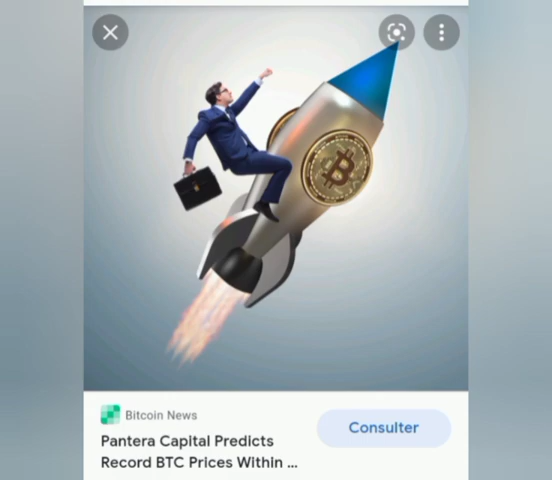 Bitcoin News
Pantera Capital Predicts
Record BTC Prices Within ...
Consulter